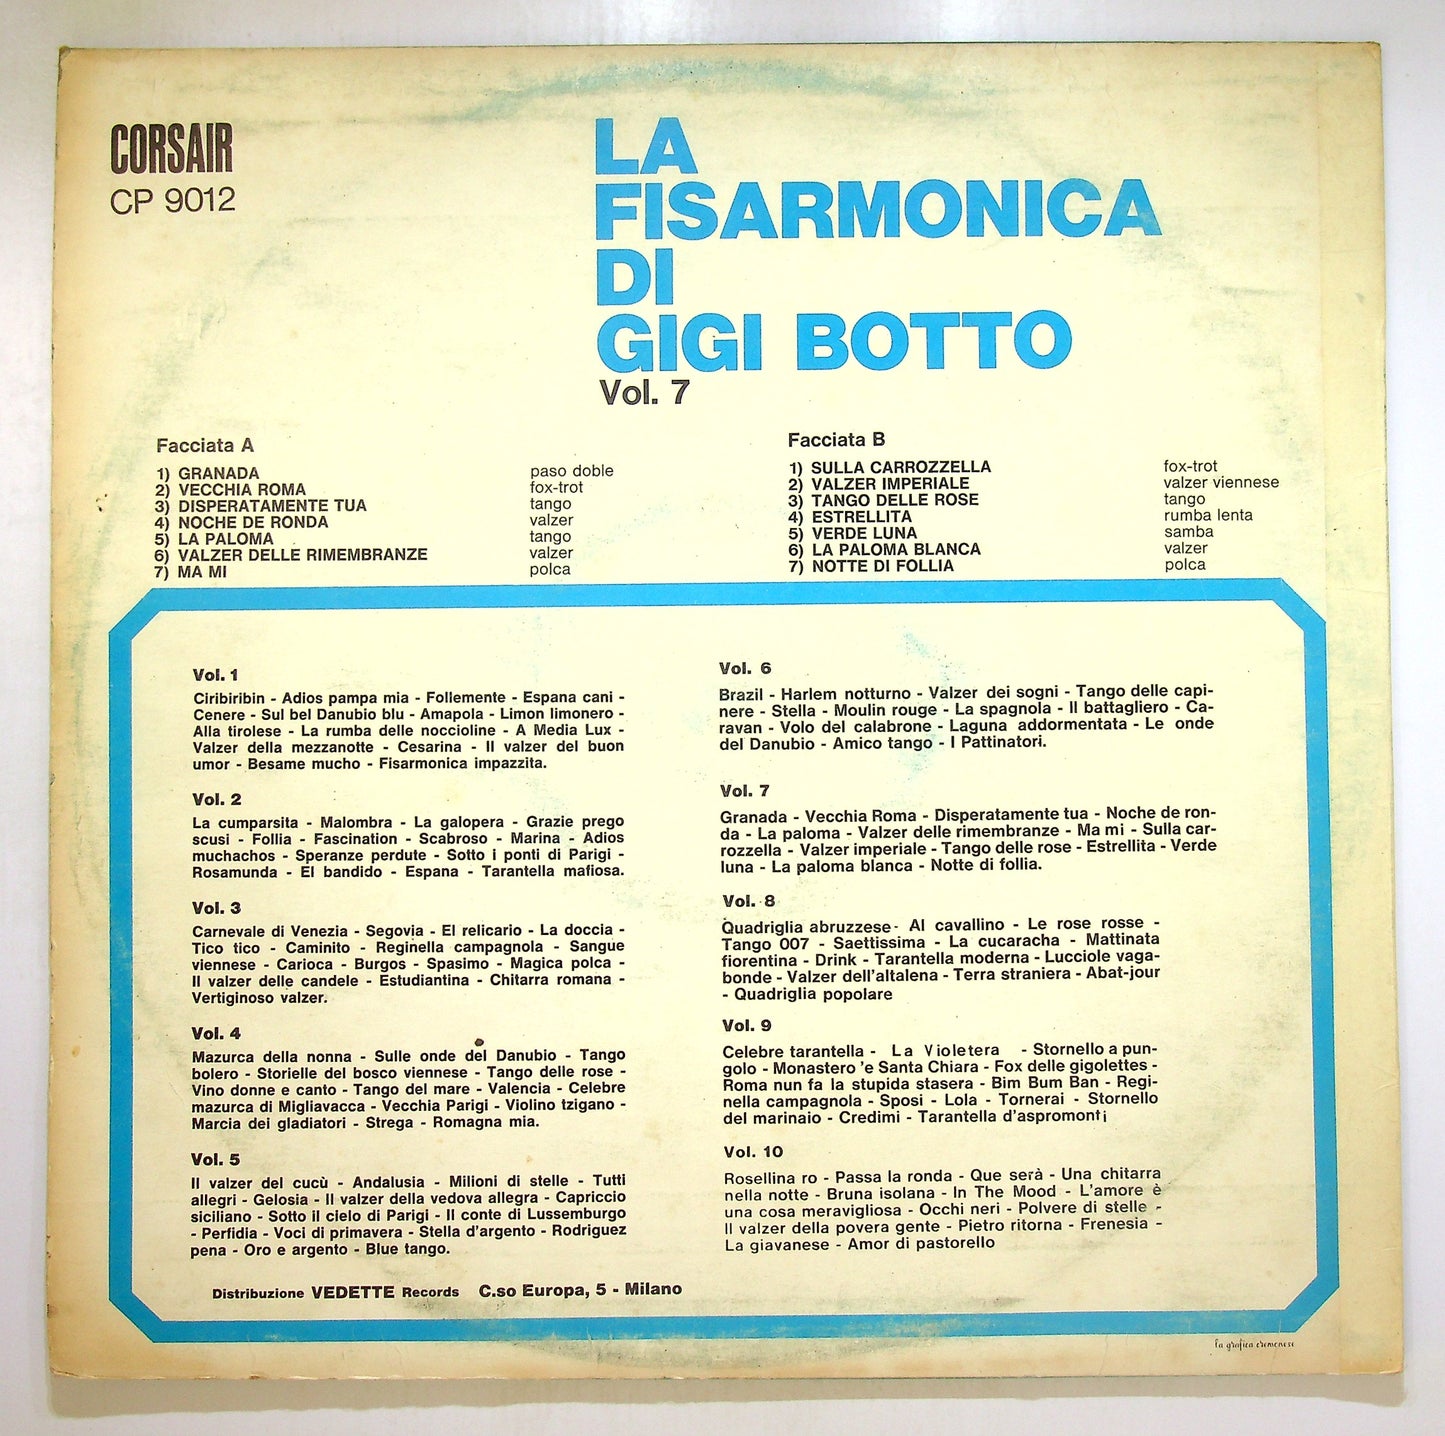 CORSAIR
CP 9012
LA
FISARMONICA
DI
GIGI BOTTO
Vol. 7
Facciata A
1) GRANADA paso doble
2) VECCHIA ROMA fox-trot
3) DISPERATAMENTE TUA tango
4) NOCHE DE RONDA valzer
5) LA PALOMA tango
6) VALZER DELLE RIMEMBRANZE valzer
7) MA MI polca
Facciata B
1) SULLA CARROZZELLA fox-trot
2) VALZER IMPERIALE valzer viennese
3) TANGO DELLE ROSE tango
4) ESTRELLITA rumba lenta
5) VERDE LUNA samba
6) LA PALOMA BLANCA valzer
7) NOTTE DI FOLLIA polca
Vol. 1
Ciribiribin - Adios pampa mia - Follemente - Espana cani -
Cenere - Sul bel Danubio blu - Amapola - Limon limonero -
Alla tirolese - La rumba delle noccioline - A Media Lux -
Valzer della mezzanotte - Cesarina - Il valzer del buon
umor - Besame mucho - Fisarmonica impazzita.
Vol. 2
La cumparsita - Malombra - La galopera - Grazie prego
scusi - Follia - Fascination - Scabroso - Marina - Adios
muchachos - Speranze perdute - Sotto i ponti di Parigi -
Rosamunda - El bandido - Espana - Tarantella mafiosa.
Vol. 3
Carnevale di Venezia - Segovia - El relicario - La doccia -
Tico tico - Caminito - Reginella campagnola - Sangue
viennese - Carioca - Burgos - Spasimo - Magica polca -
Il valzer delle candele - Estudiantina - Chitarra romana -
Vertiginoso valzer.
Vol. 4
Mazurca della nonna - Sulle onde del Danubio - Tango
bolero - Storielle del bosco viennese - Tango delle rose -
Vino donne e canto - Tango del mare - Valencia - Celebre
mazurca di Migliavacca - Vecchia Parigi - Violino tzigano -
Marcia dei gladiatori - Strega - Romagna mia.
Vol. 5
Il valzer del cucù - Andalusia - Milioni di stelle - Tutti
allegri - Gelosia - Il valzer della vedova allegra - Capriccio
siciliano - Sotto il cielo di Parigi - Il conte di Lussemburgo
- Perfidia - Voci di primavera - Stella d'argento - Rodriguez
pena - Oro e argento - Blue tango.
Vol. 6
Brazil - Harlem notturno - Valzer dei sogni - Tango delle capi-
nere - Stella - Moulin rouge - La spagnola - Il battagliero - Ca-
ravan - Volo del calabrone - Laguna addormentata - Le onde
del Danubio - Amico tango - I Pattinatori.
Vol. 7
Granada - Vecchia Roma - Disperatamente tua - Noche de ron-
da - La paloma - Valzer delle rimembranze - Ma mi - Sulla car-
rozzella - Valzer imperiale - Tango delle rose - Estrellita - Verde
luna - La paloma blanca - Notte di follia.
Vol. 8
Quadriglia abruzzese - Al cavallino - Le rose rosse -
Tango 007 - Saettissima - La cucaracha - Mattinata
fiorentina - Drink - Tarantella moderna - Lucciole vaga-
bonde - Valzer dell'altalena - Terra straniera - Abat-jour
- Quadriglia popolare
Vol. 9
Celebre tarantella - La Violetera - Stornello a pun-
golo - Monastero 'e Santa Chiara - Fox delle gigolettes -
Roma nun fa la stupida stasera - Bim Bum Ban - Regi-
nella campagnola - Sposi - Lola - Tornerai - Stornello
del marinaio - Credimi - Tarantella d'aspromonti
Vol. 10
Rosellina ro - Passa la ronda - Que serà - Una chitarra
nella notte - Bruna isolana - In The Mood - L'amore è
una cosa meravigliosa - Occhi neri - Polvere di stelle -
Il valzer della povera gente - Pietro ritorna - Frenesia -
La giavanese - Amor di pastorello
Distribuzione VEDETTE Records C.so Europa, 5 - Milano
la grafica cremonese